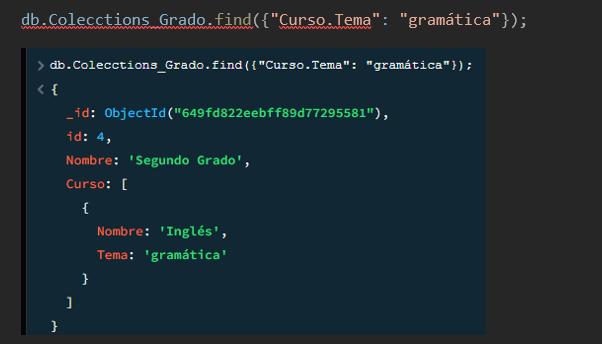 db.Colecctions_Grado.find({"Curso.Tema": "gramática"});
> db.Colecctions_Grado.find({"Curso.Tema": "gramática"});
< {
_id: ObjectId("649fd822eebff89d77295581"),
id: 4,
Nombre: 'Segundo Grado',
Curso: [
{
Nombre: 'Inglés',
Tema: 'gramática'
}
]
}